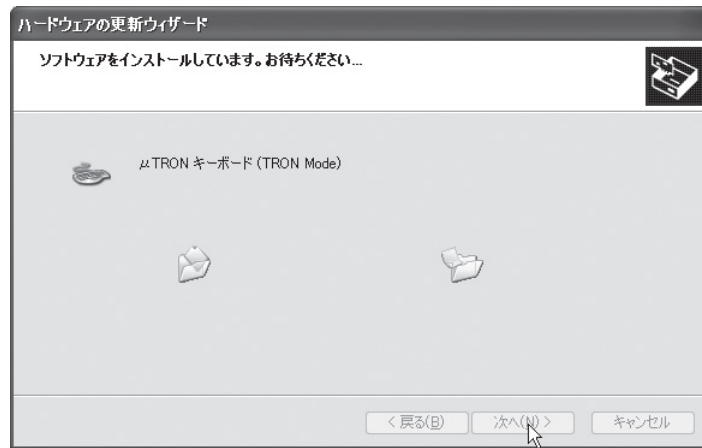 ハードウェアの更新ウィザード
ソフトウェアをインストールしています。お待ちください...
μTRON キーボード (TRON Mode)
< 戻る(B)
次へ(N) >
キャンセル